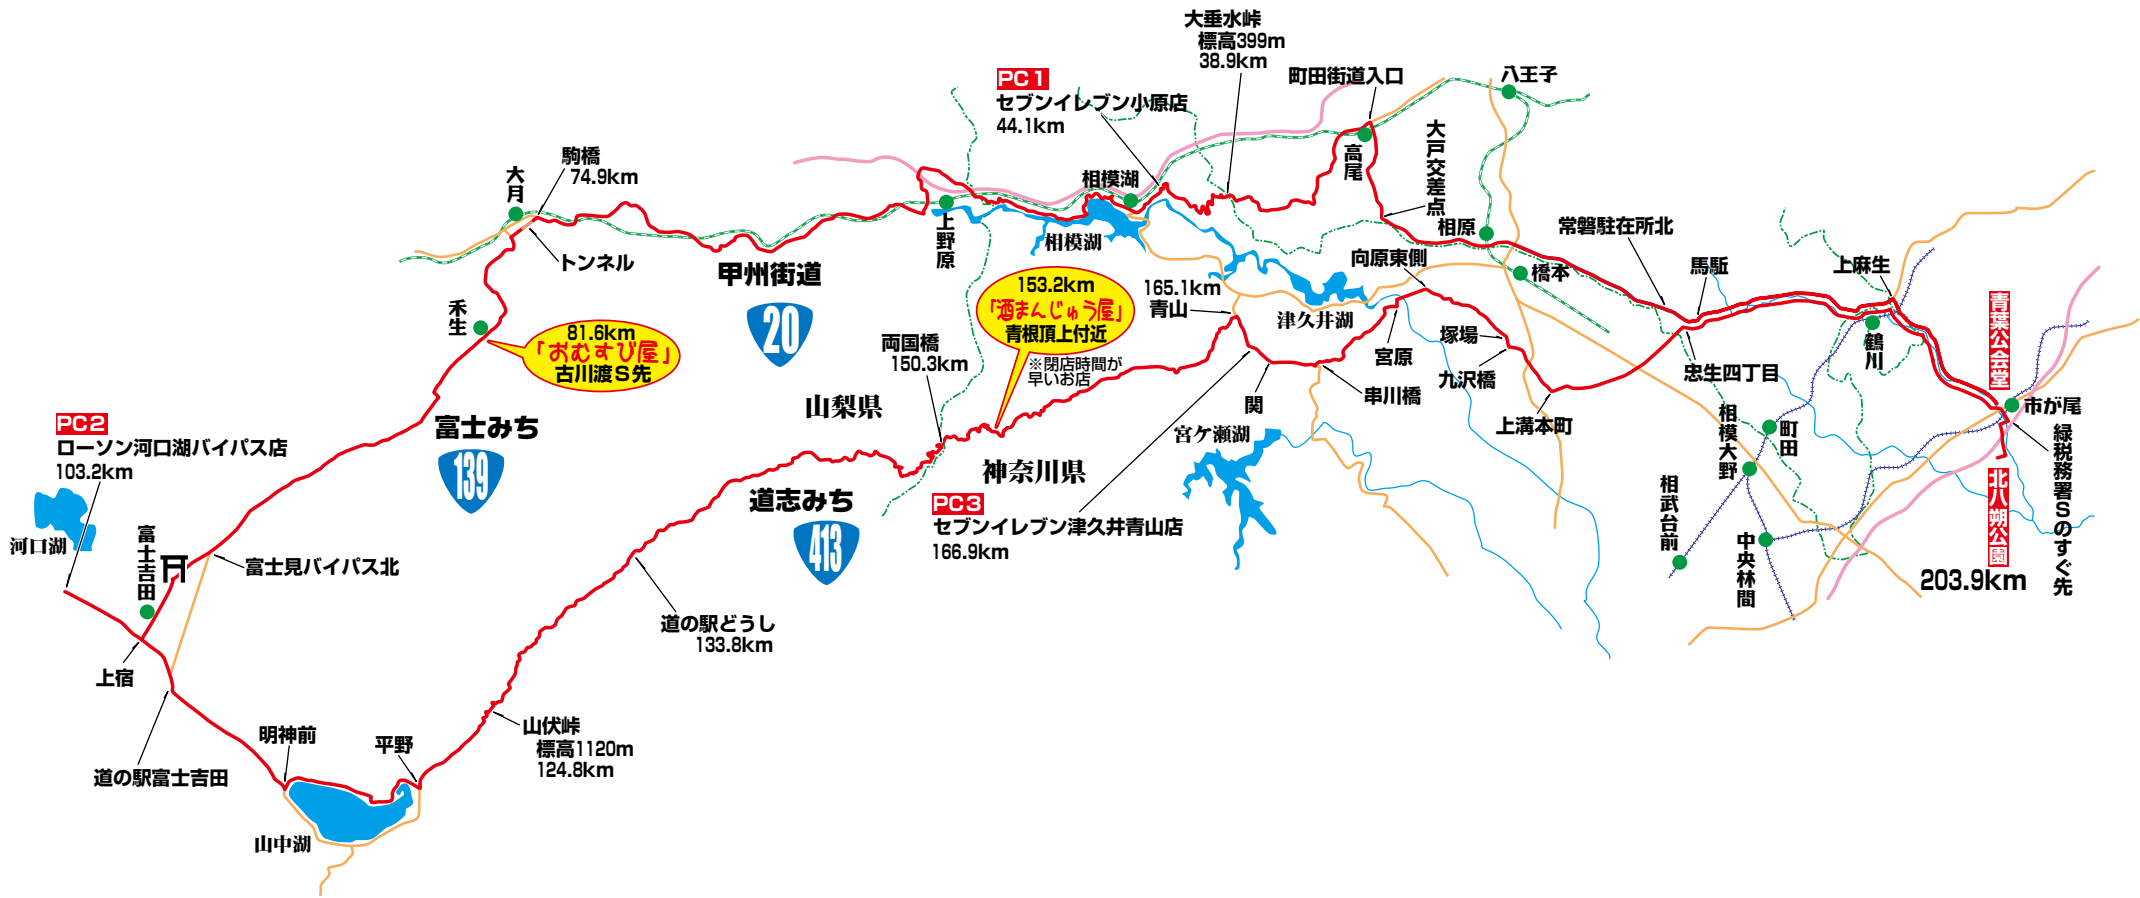 大垂水峠
標高399m
38.9km
PC1
セブンイレブン小原店
44.1km
町田街道入口
八王子
駒橋
74.9km
大月
トンネル
相模湖
高尾
大戸交差点
相原
橋本
常磐駐在所北
馬駈
上麻生
上野原
相模湖
甲州街道
20
禾生
81.6km
「おむすび屋」
古川渡S先
153.2km
「酒まんじゅう屋」
青根頂上付近
※閉店時間が
早いお店
165.1km
青山
津久井湖
向原東側
塚場
宮原
九沢橋
両国橋
150.3km
関
串川橋
上溝本町
忠生四丁目
鶴川
青葉公会堂
市が尾
緑税務署Sのすぐ先
北八朔公園
203.9km
町田
相模大野
相武台前
中央林間
山梨県
神奈川県
宮ケ瀬湖
PC3
セブンイレブン津久井青山店
166.9km
富士みち
139
道志みち
413
PC2
ローソン河口湖バイパス店
103.2km
河口湖
富士吉田
富士見バイパス北
上宿
道の駅富士吉田
明神前
平野
山中湖
山伏峠
標高1120m
124.8km
道の駅どうし
133.8km